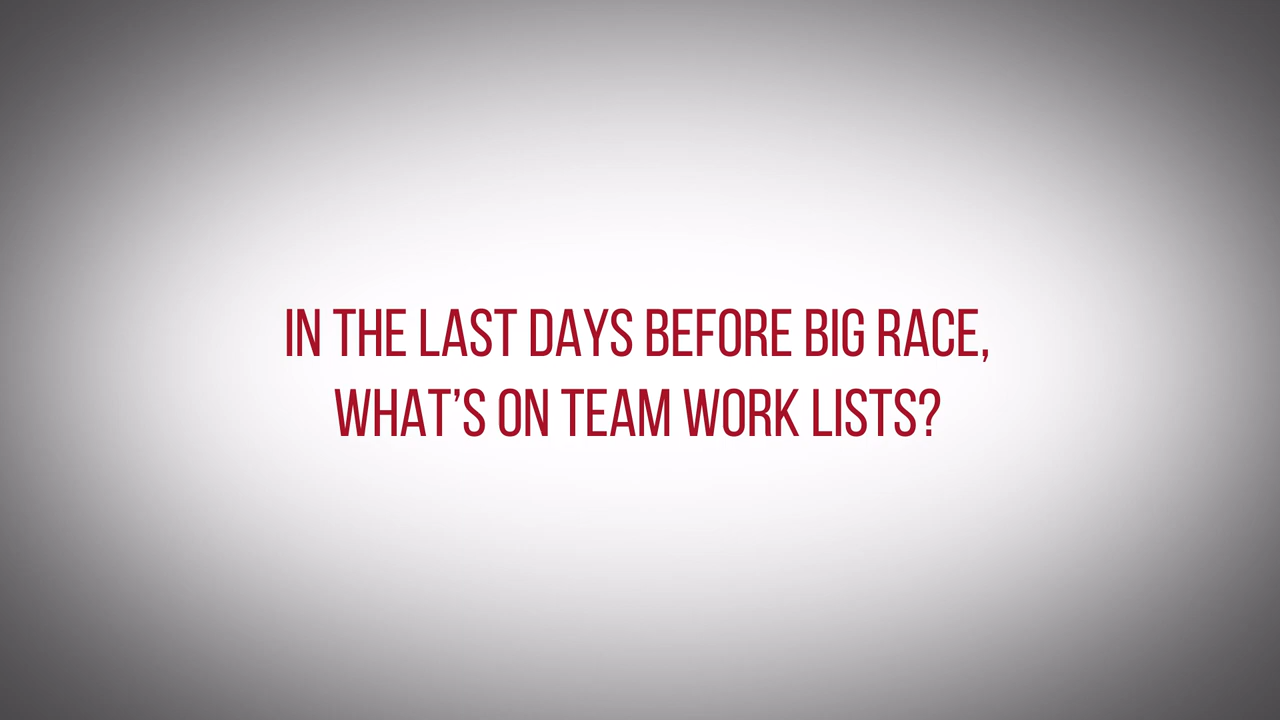 IN THE LAST DAYS BEFORE BIG RACE,
WHAT’S ON TEAM WORK LISTS?